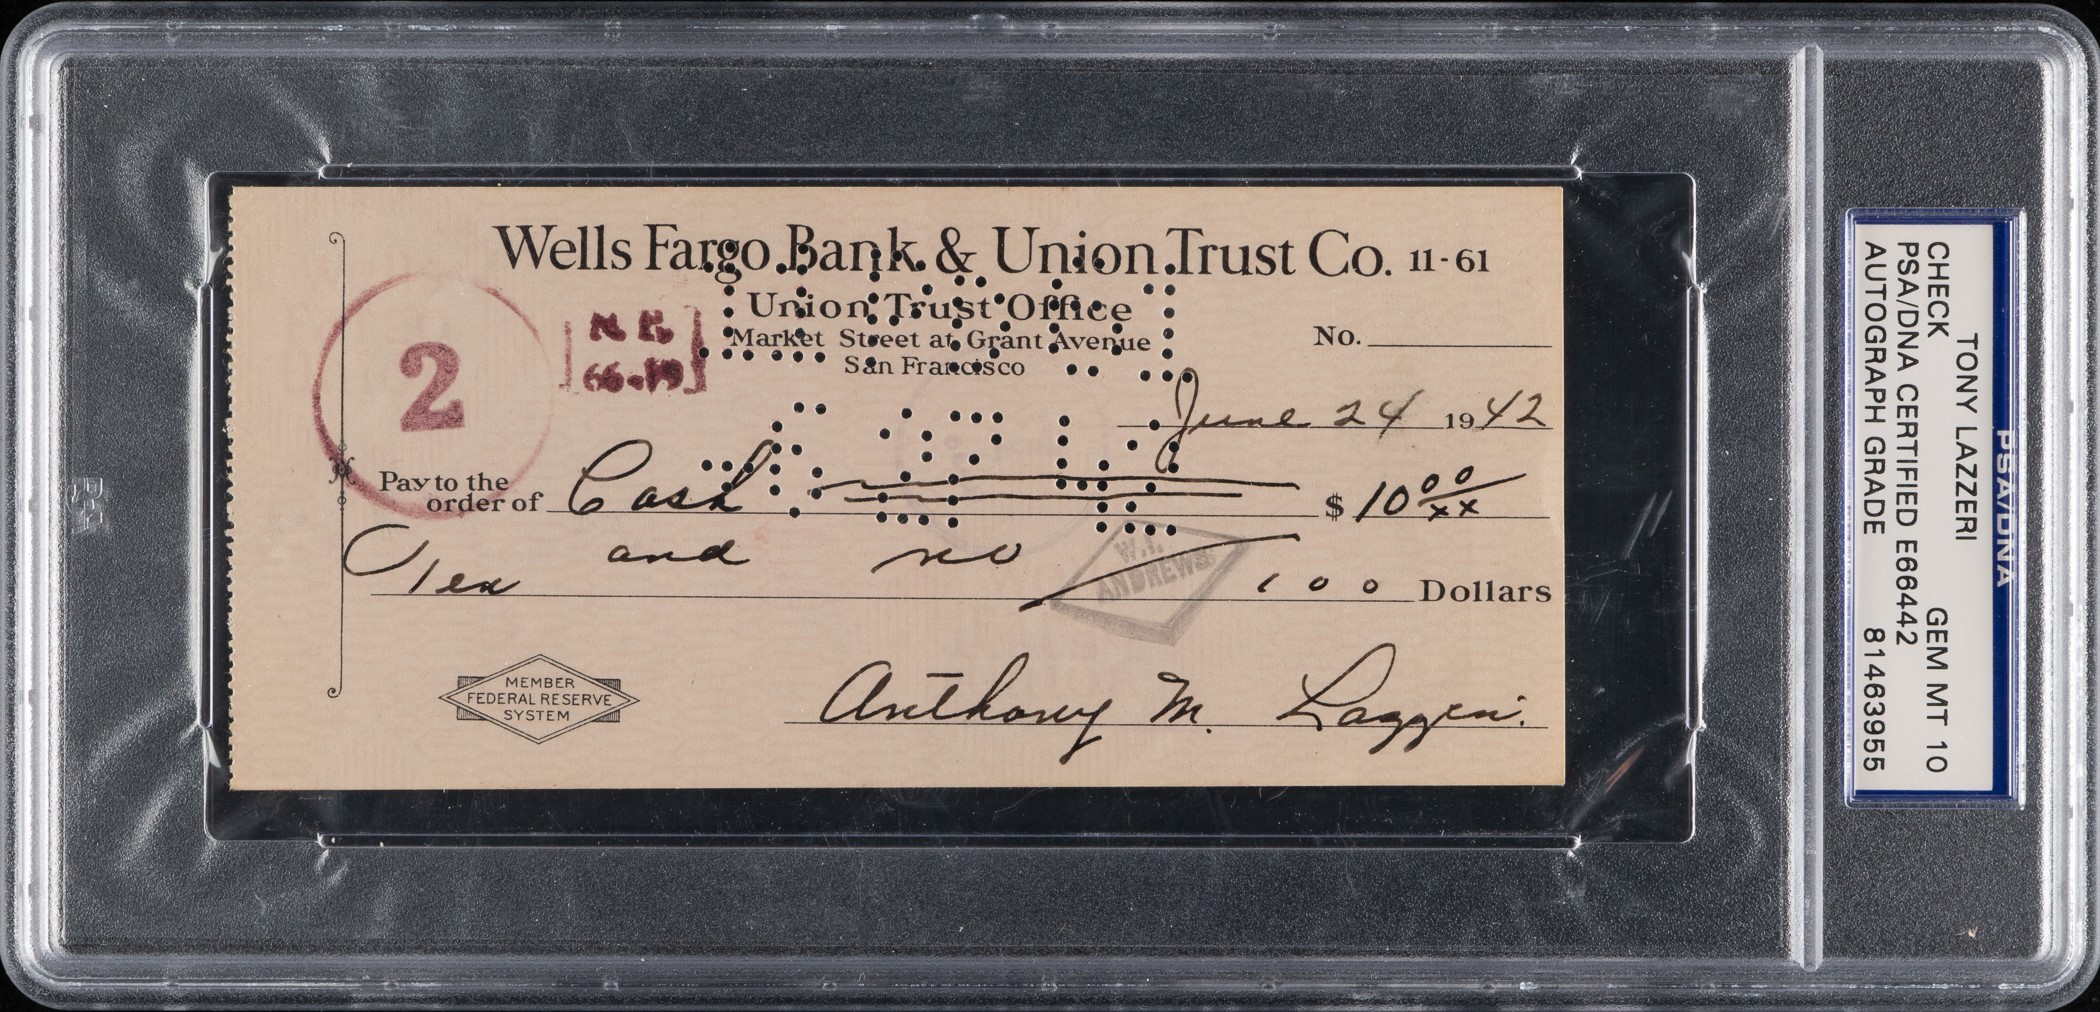 Wells Fargo Bank & Union Trust Co. 11-61
Union Trust Office
Market Street at Grant Avenue
San Francisco
No.
2
June 24 1942
Pay to the
order of Cash $ 10 00/xx
Ten and no / 100 Dollars
W.I.
ANDREWS
MEMBER
FEDERAL RESERVE
SYSTEM
Anthony M. Lazzeri.
PSA/DNA
TONY LAZZERI GEM MT 10
CHECK
PSA/DNA CERTIFIED E66442
AUTOGRAPH GRADE 81463955